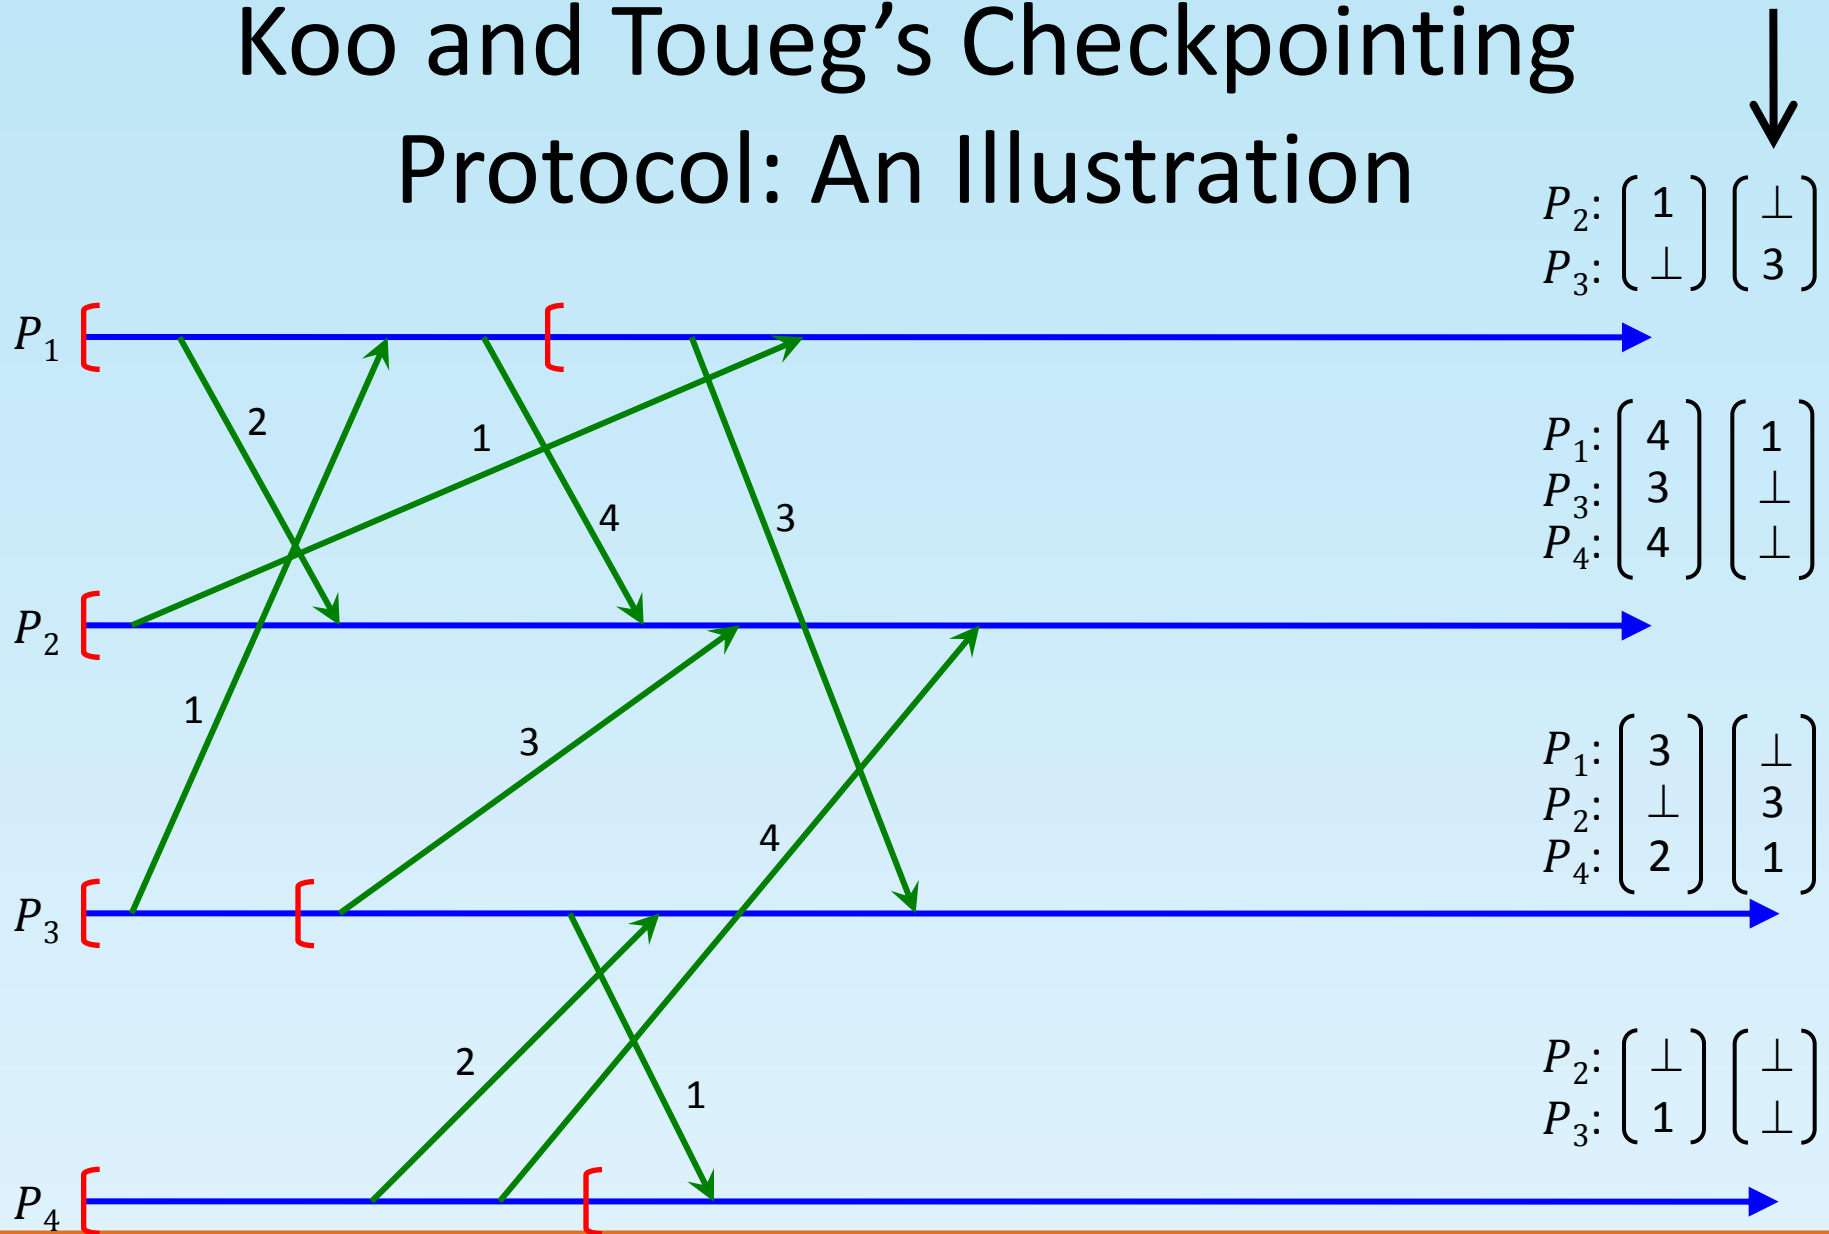 Koo and Toueg’s Checkpointing
Protocol: An Illustration
P2: 1 ⊥
P3: ⊥ 3
P1
2
1
4
3
P1: 4 1
P3: 3 ⊥
P4: 4 ⊥
P2
1
3
4
P1: 3 ⊥
P2: ⊥ 3
P4: 2 1
P3
2
1
P2: ⊥ ⊥
P3: 1 ⊥
P4